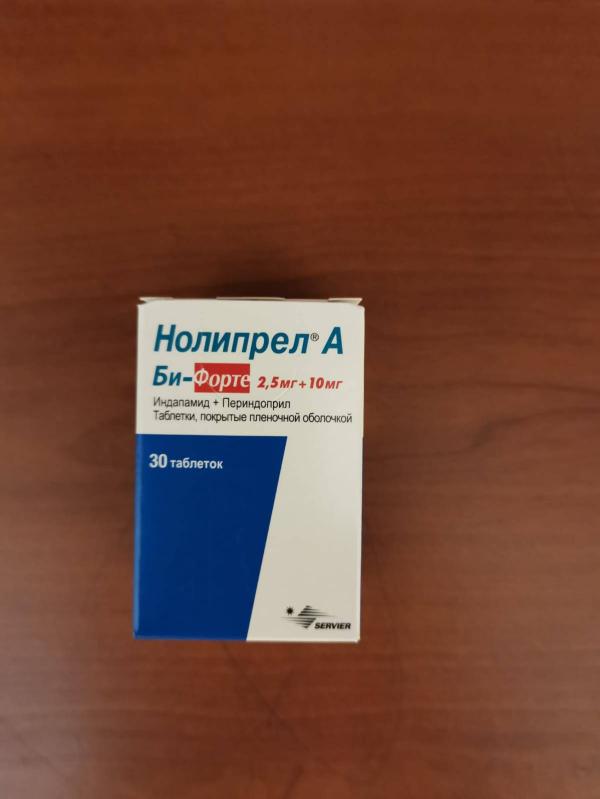 Нолипрел® А
Би-Форте 2,5мг+10мг
Индапамид + Периндоприл
Таблетки, покрытые пленочной оболочкой
30 таблеток
SERVIER